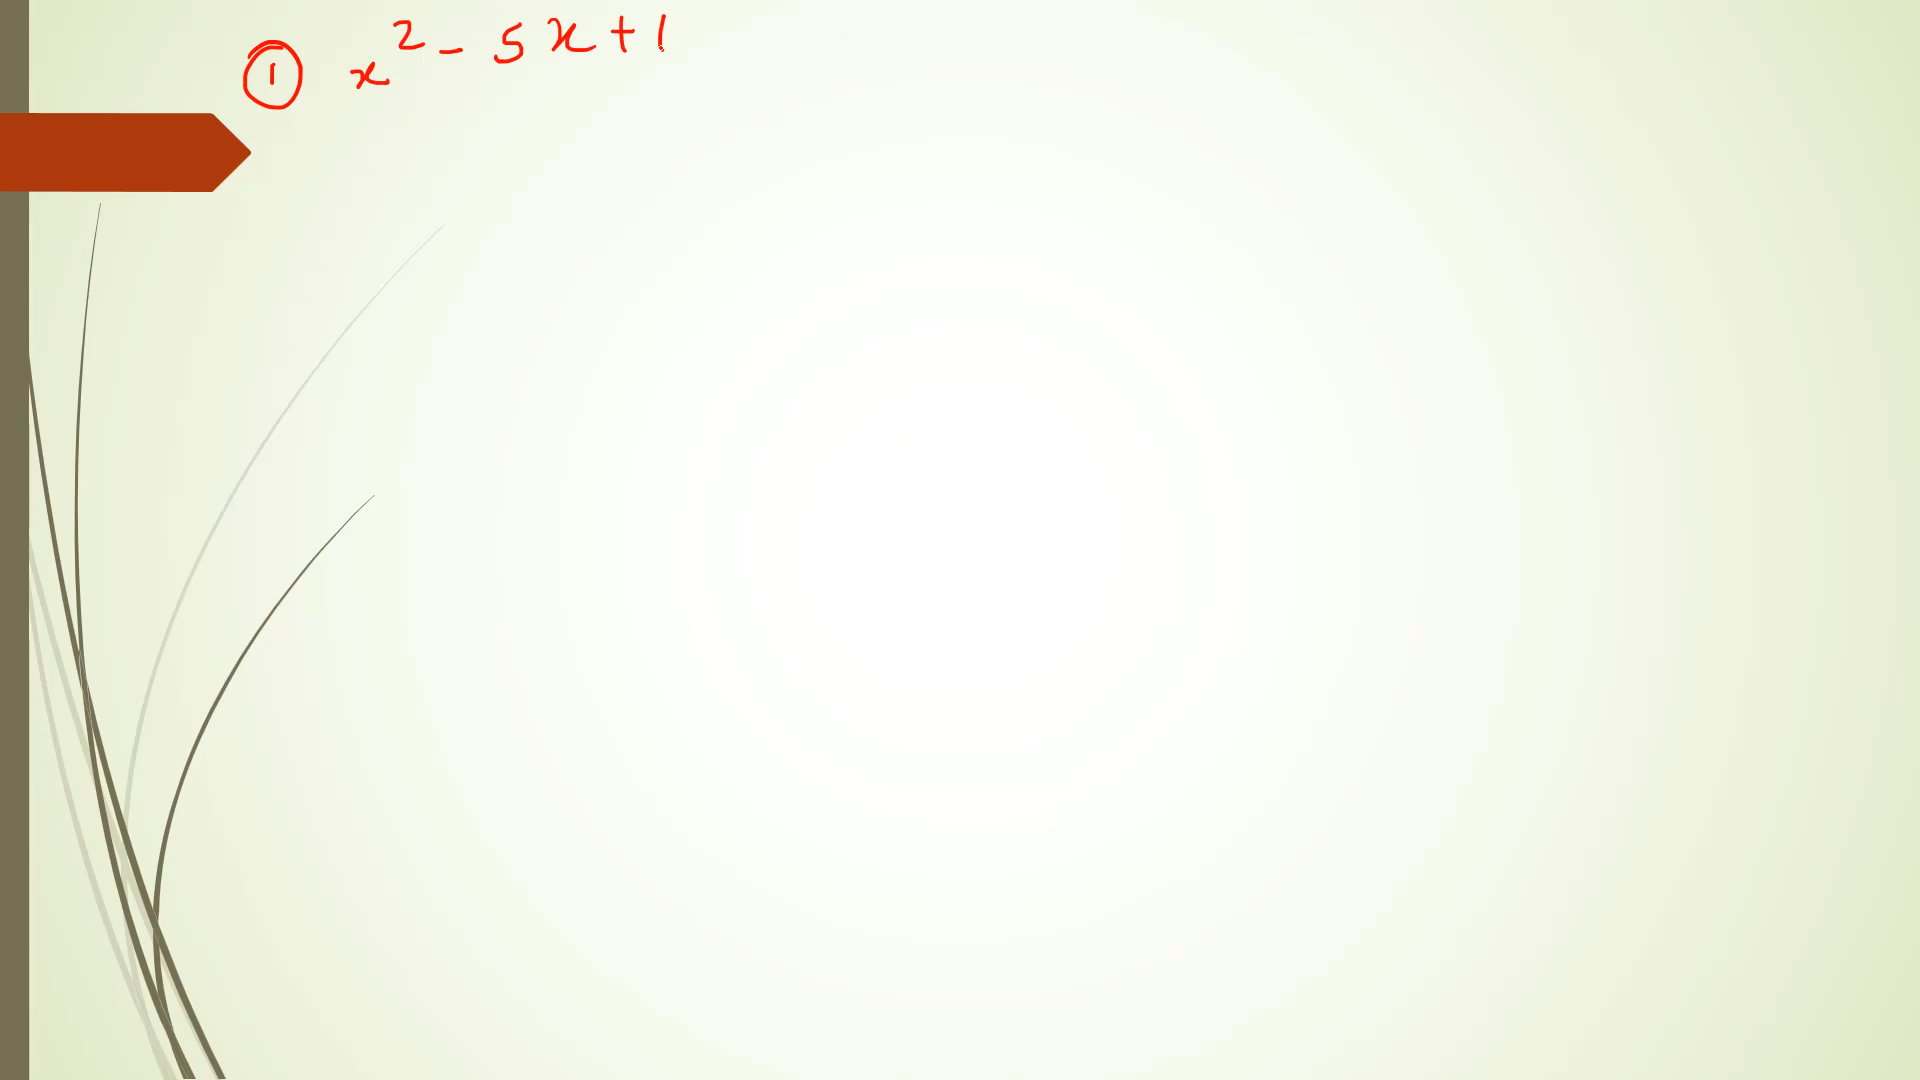 ① x² - 5x+1